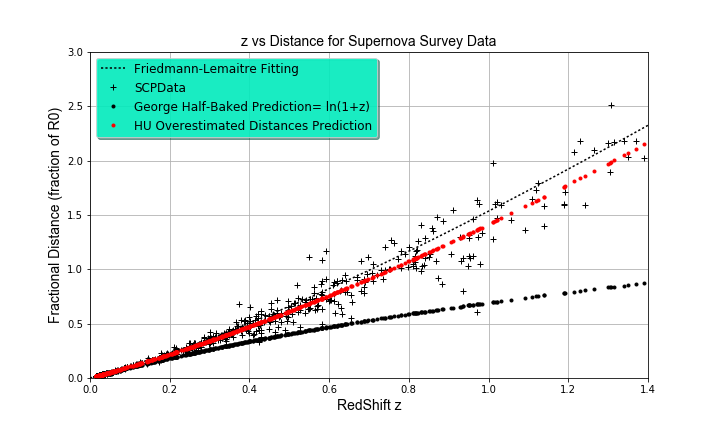 z vs Distance for Supernova Survey Data
Friedmann-Lemaitre Fitting
SCPData
George Half-Baked Prediction= ln(1+z)
HU Overestimated Distances Prediction
Fractional Distance (fraction of R0)
3.0
2.5
2.0
1.5
1.0
0.5
0.0
0.0 0.2 0.4 0.6 0.8 1.0 1.2 1.4
RedShift z